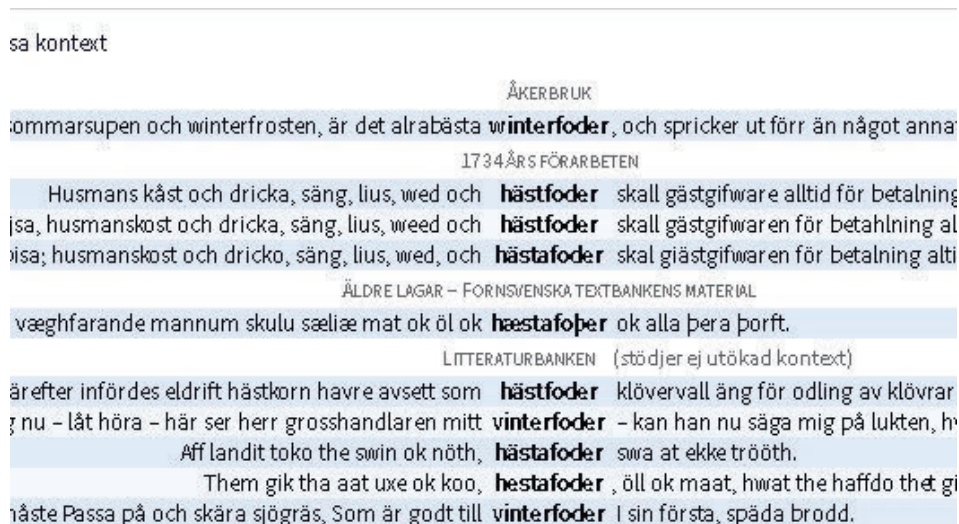 sa kontext
ÅKERBRUK
sommarsupen och winterfrosten, är det alrabästa winterfoder, och spricker ut förr än något annat
1734 ÅRS FÖRARBETEN
Husmans kåst och dricka, säng, lius, wed och hästfoder skall gästgifware alltid för betalning
isa, husmanskost och dricka, säng, lius, weed och hästfoder skall gästgifwaren för betahlning al
isa; husmanskost och dricko, säng, lius, wed, och hästafoder skal giästgifwaren för betalning alti
ÄLDRE LAGAR – FORNSVENSKA TEXTBANKENS MATERIAL
væghfarande mannum skulu sæliæ mat ok öl ok hæstafoþer ok alla þera þorft.
LITTERATURBANKEN (stödjer ej utökad kontext)
ärefter infördes eldrift hästkorn havre avsett som hästfoder klövervall äng för odling av klövrar
nu – låt höra – här ser herr grosshandlaren mitt vinterfoder – kan han nu säga mig på lukten,
Aff landit toko the swin ok nöth, hästafoder swa at ekke trööth.
Them gik tha aat uxe ok koo, hestafoder , öll ok maat, hwat the haffdo thet gi
måste Passa på och skära sjögräs, Som är godt till vinterfoder I sin första, späda brodd.